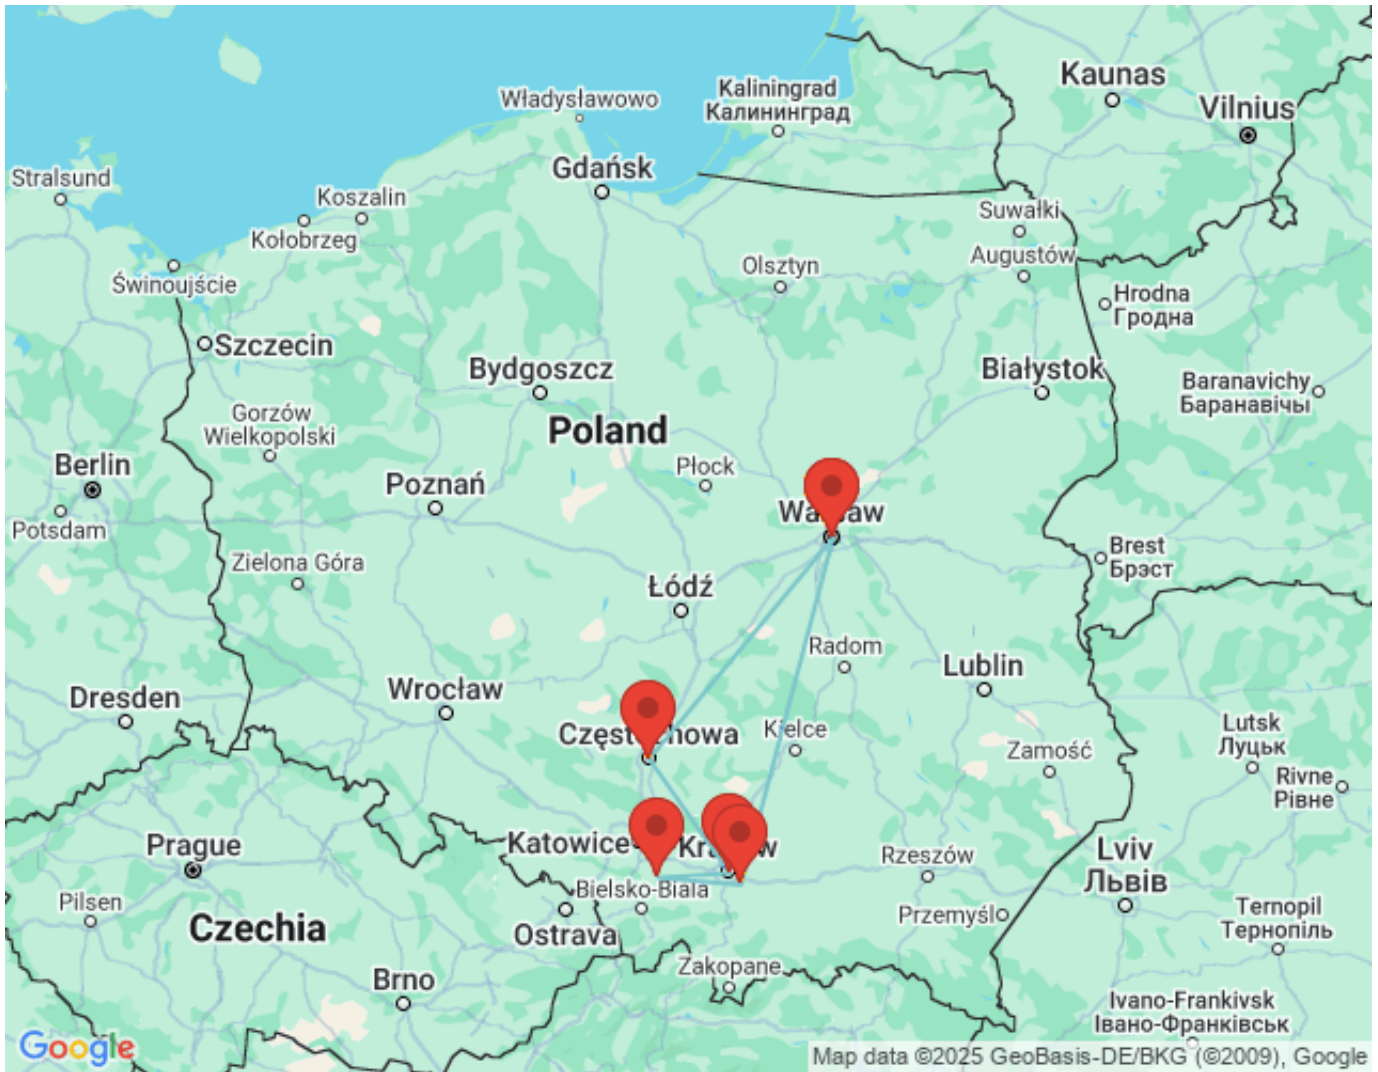 Kaunas
Vilnius
Kaliningrad
Калининград
Władysławowo
Gdańsk
Stralsund
Koszalin
Kołobrzeg
Suwałki
Augustów
Olsztyn
Świnoujście
Hrodna
Гродна
Szczecin
Bydgoszcz
Białystok
Baranavichy
Баранавічы
Gorzów
Wielkopolski
Poland
Berlin
Płock
Poznań
Potsdam
Brest
Брэст
Zielona Góra
Łódź
Radom
Lublin
Dresden
Wrocław
Kielce
Lutsk
Луцьк
Zamość
Rivne
Рівне
Prague
Katowice
Rzeszów
Lviv
Львів
Pilsen
Bielsko-Biała
Przemyśl
Ternopil
Тернопіль
Czechia
Ostrava
Zakopane
Brno
Ivano-Frankivsk
Івано-Франківськ
Google
Map data ©2025 GeoBasis-DE/BKG (©2009), Google